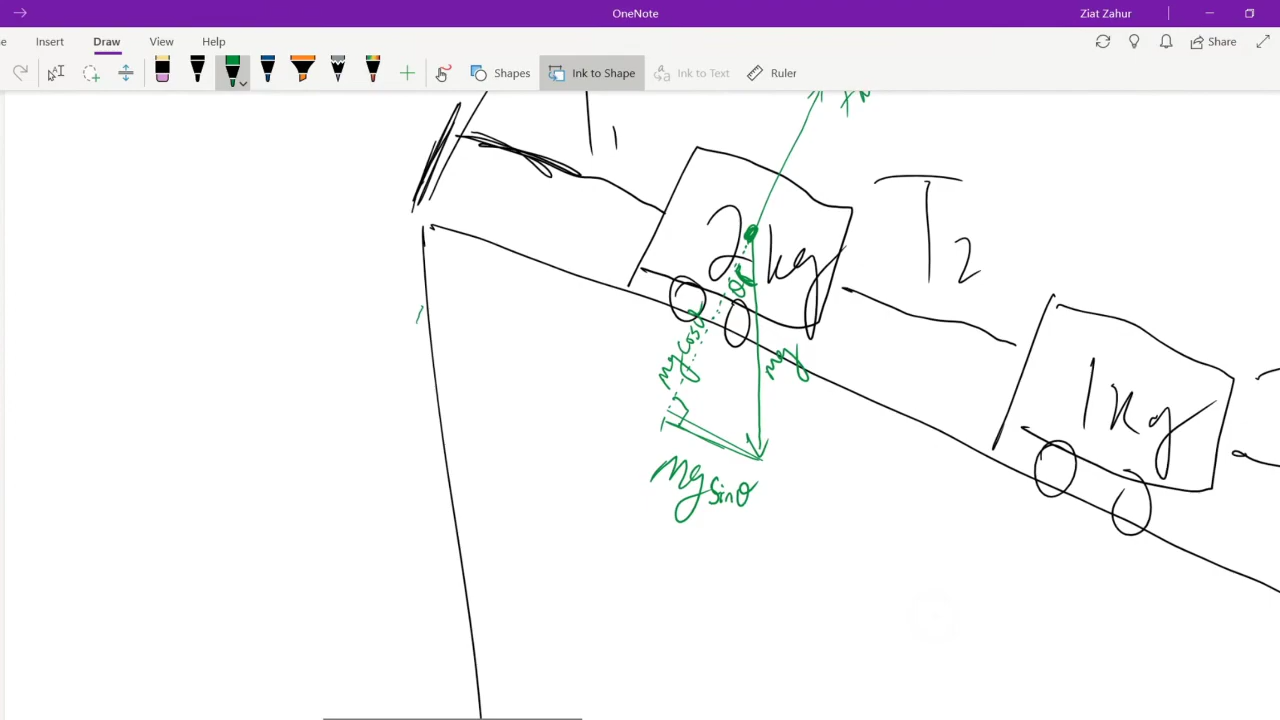 OneNote
Ziat Zahur
Insert Draw View Help
Share
Shapes
Ink to Shape
Ink to Text
Ruler
T1
2kg
T2
θ
mg cosθ
mg
1kg
mg sinθ